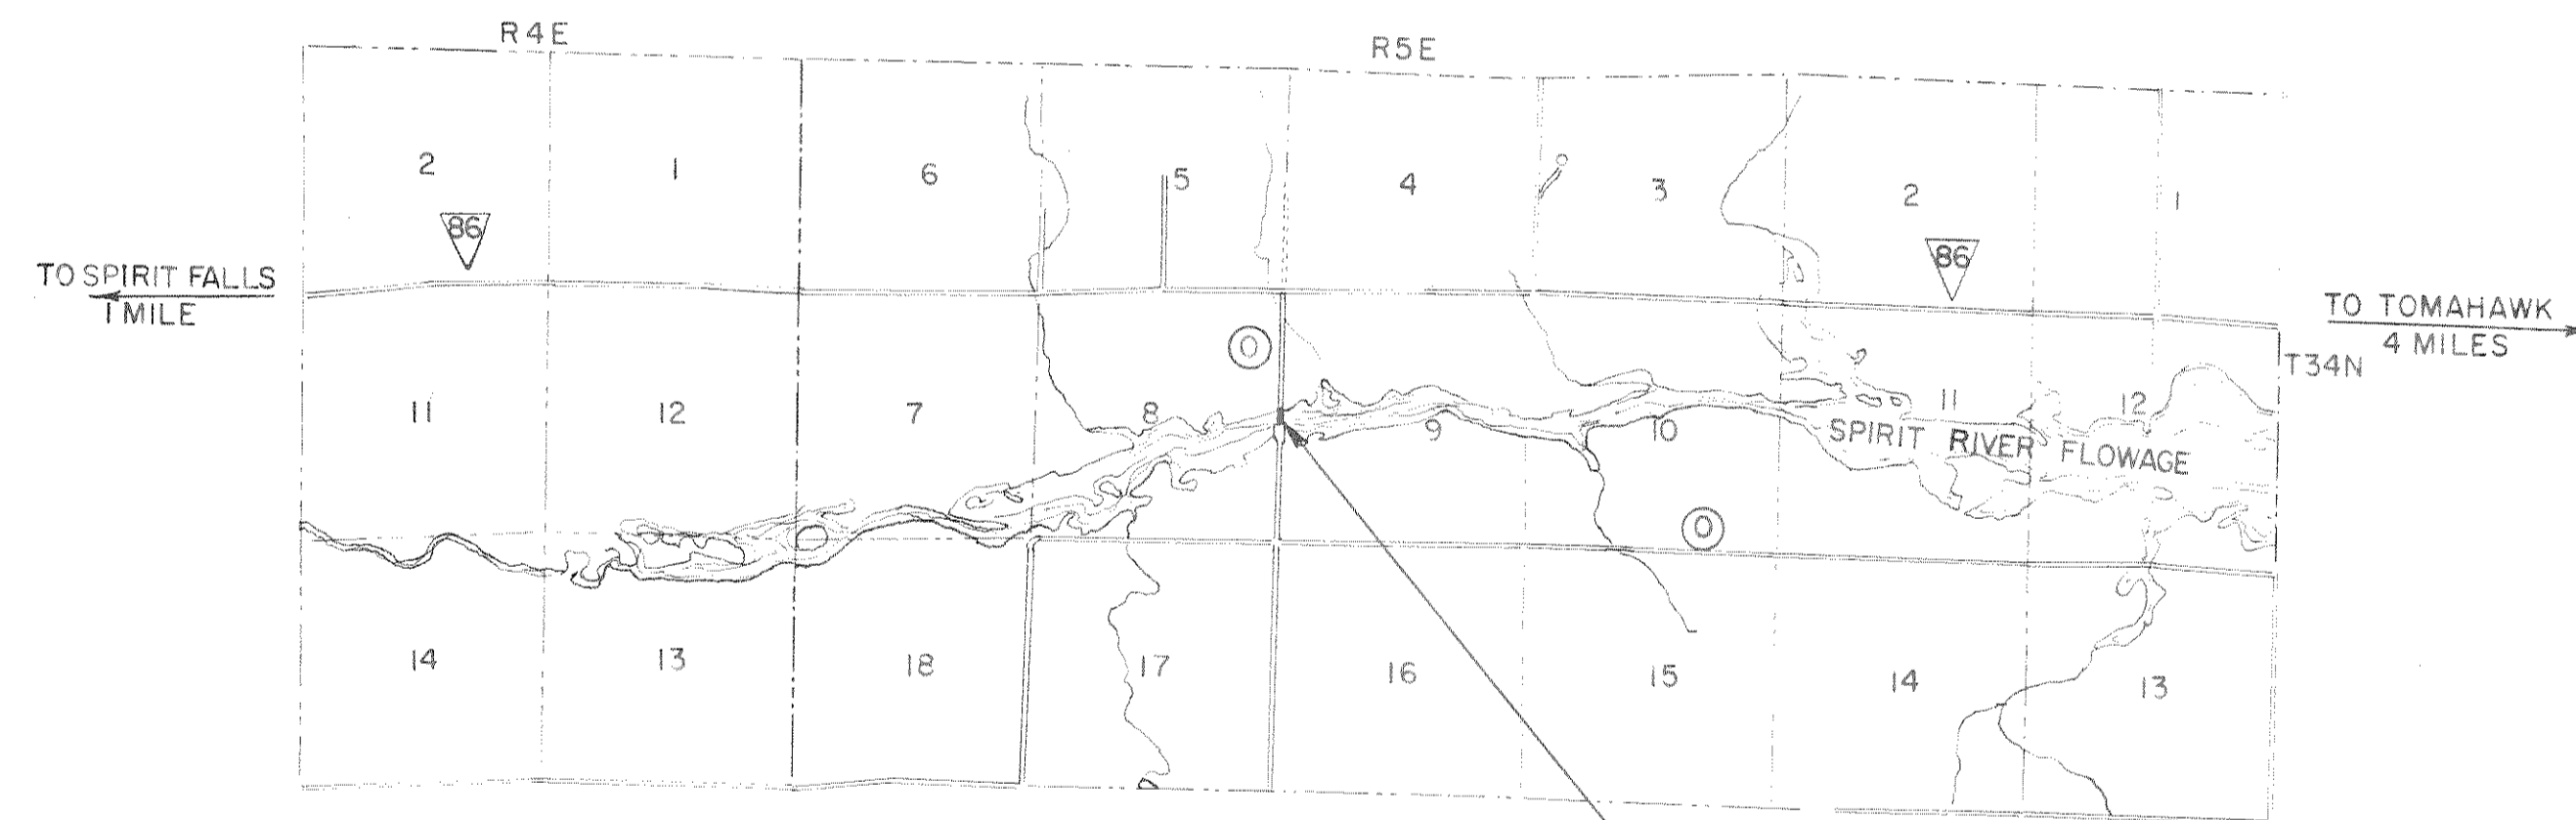 R4E
R5E
2
1
6
5
4
3
2
1
86
86
TO SPIRIT FALLS
1 MILE
TO TOMAHAWK
4 MILES
T34N
O
11
12
7
8
9
10
11
12
SPIRIT RIVER FLOWAGE
O
14
13
18
17
16
15
14
13